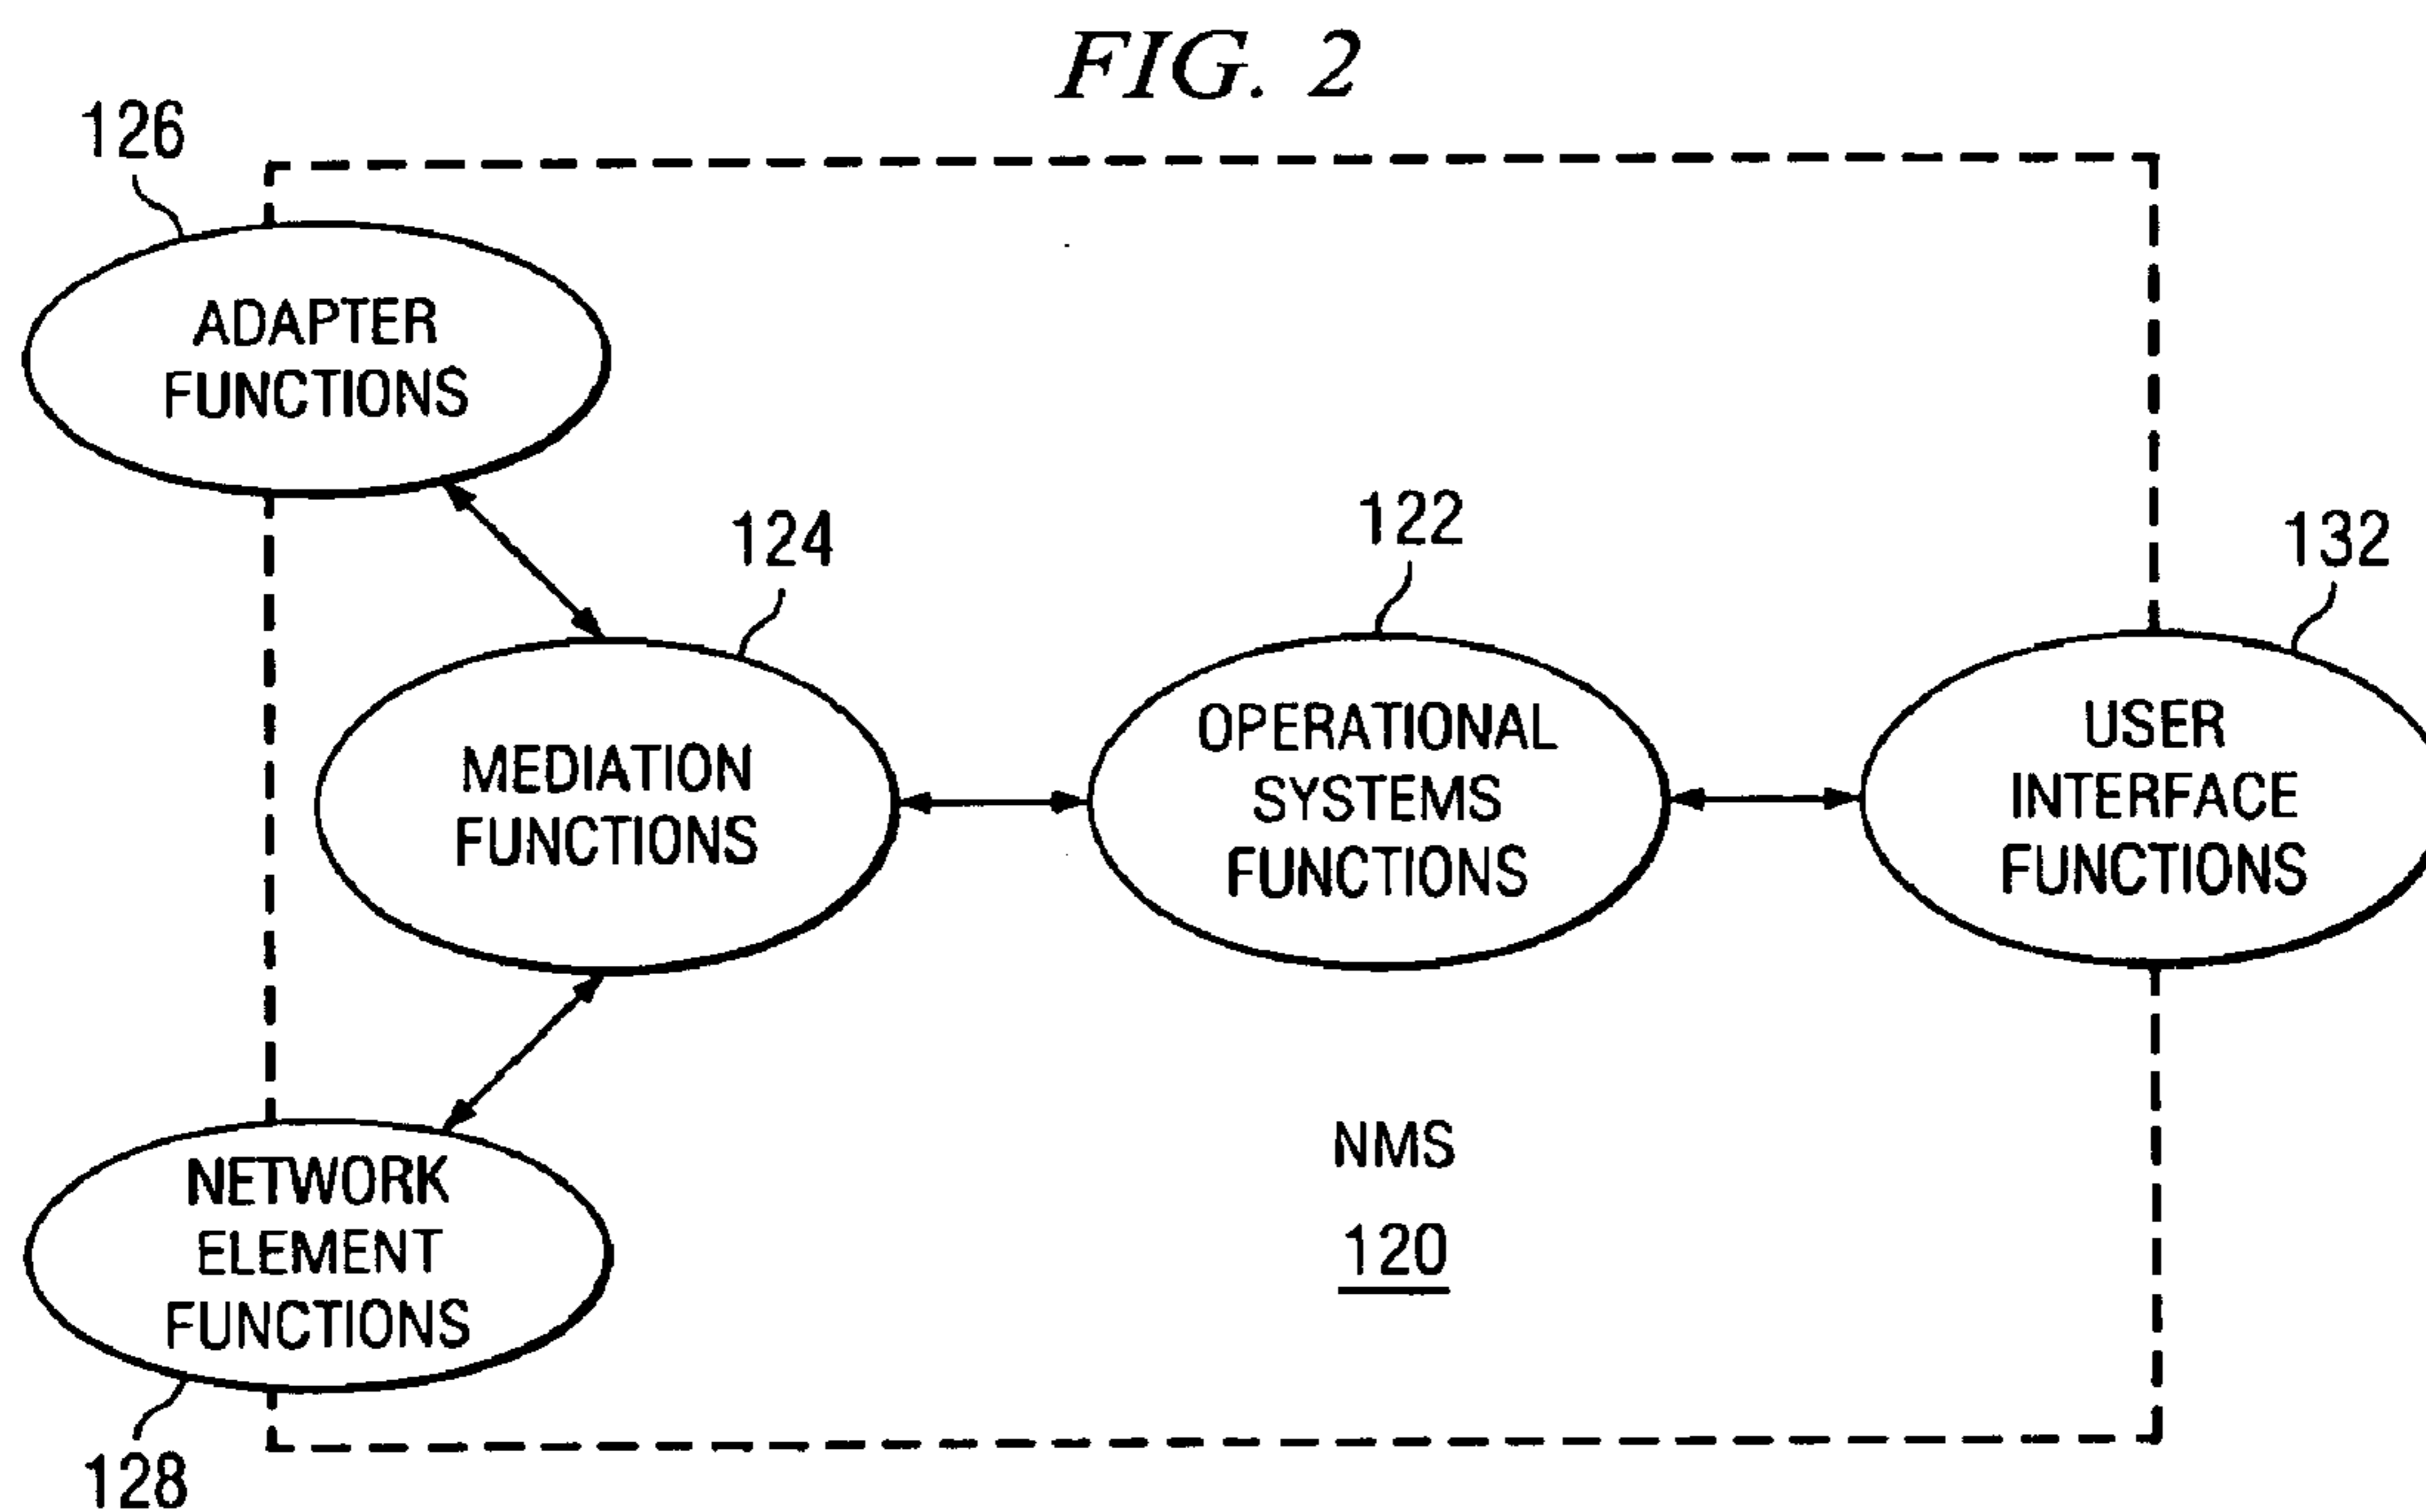 FIG. 2
126
ADAPTER
FUNCTIONS
124
MEDIATION
FUNCTIONS
122
OPERATIONAL
SYSTEMS
FUNCTIONS
132
USER
INTERFACE
FUNCTIONS
NETWORK
ELEMENT
FUNCTIONS
128
NMS
120